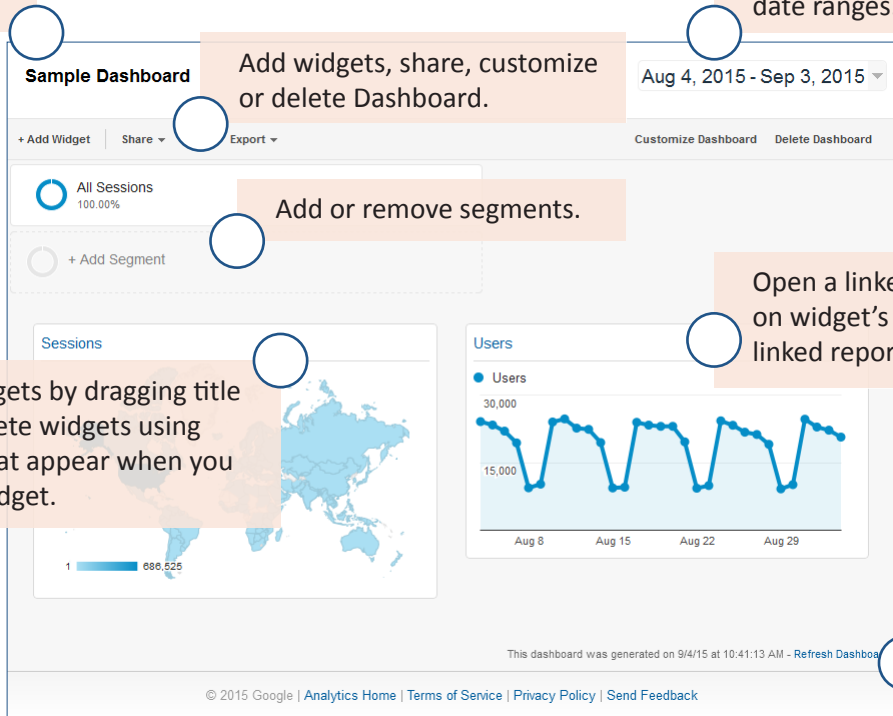 date ranges
Sample Dashboard
Add widgets, share, customize
or delete Dashboard.
Aug 4, 2015 - Sep 3, 2015
+ Add Widget Share Export Customize Dashboard Delete Dashboard
All Sessions
100.00%
Add or remove segments.
+ Add Segment
Open a linke
on widget's
linked repor
Sessions
gets by dragging title
ete widgets using
at appear when you
dget.
1 686,525
Users
Users
30,000
15,000
Aug 8 Aug 15 Aug 22 Aug 29
This dashboard was generated on 9/4/15 at 10:41:13 AM - Refresh Dashboa
© 2015 Google | Analytics Home | Terms of Service | Privacy Policy | Send Feedback